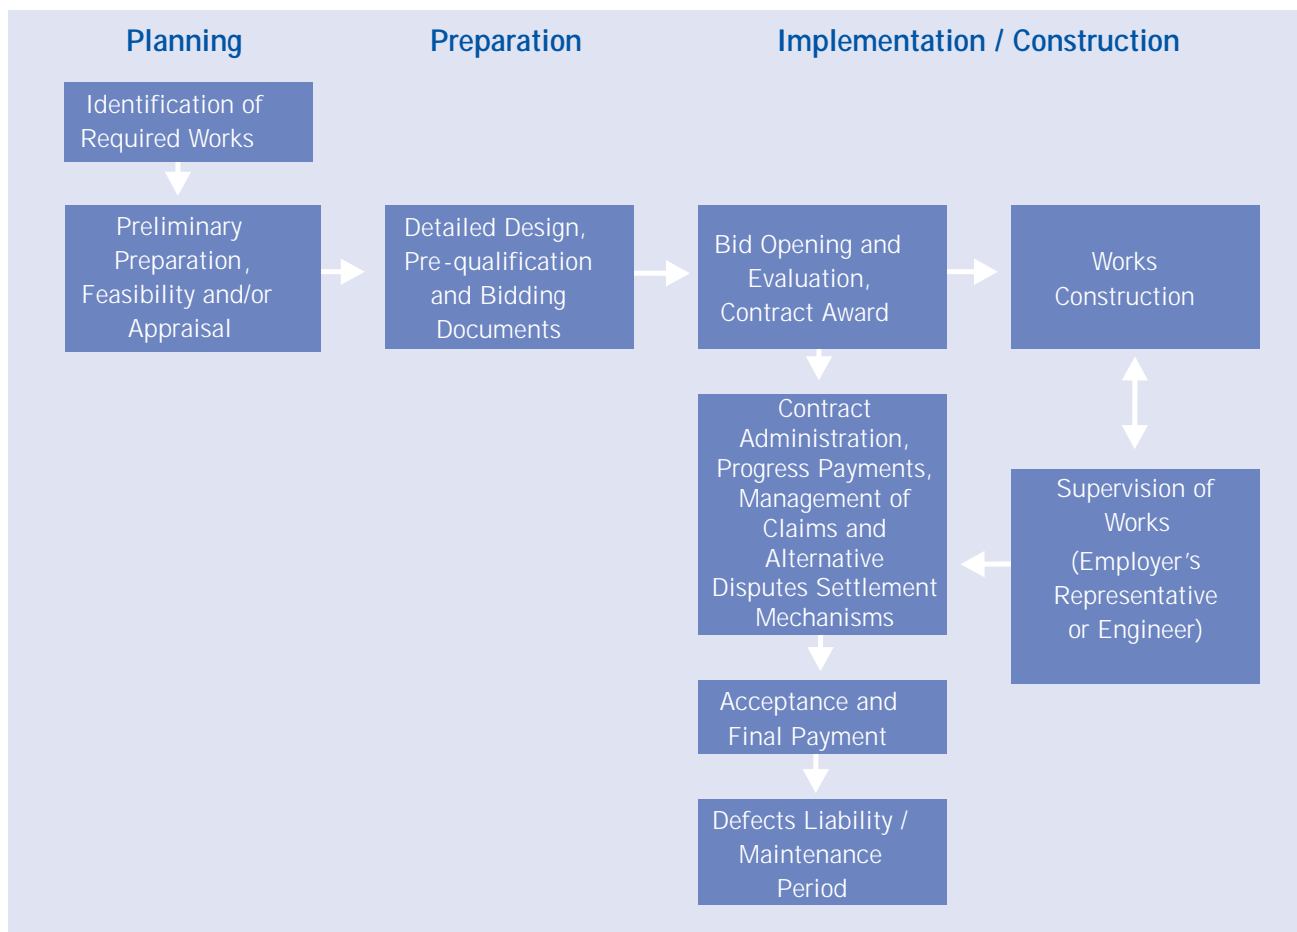 Planning
Preparation
Implementation / Construction
Identification of
Required Works
Preliminary
Preparation,
Feasibility and/or
Appraisal
Detailed Design,
Pre-qualification
and Bidding
Documents
Bid Opening and
Evaluation,
Contract Award
Works
Construction
Contract
Administration,
Progress Payments,
Management of
Claims and
Alternative
Disputes Settlement
Mechanisms
Supervision of
Works
(Employer's
Representative
or Engineer)
Acceptance and
Final Payment
Defects Liability /
Maintenance
Period